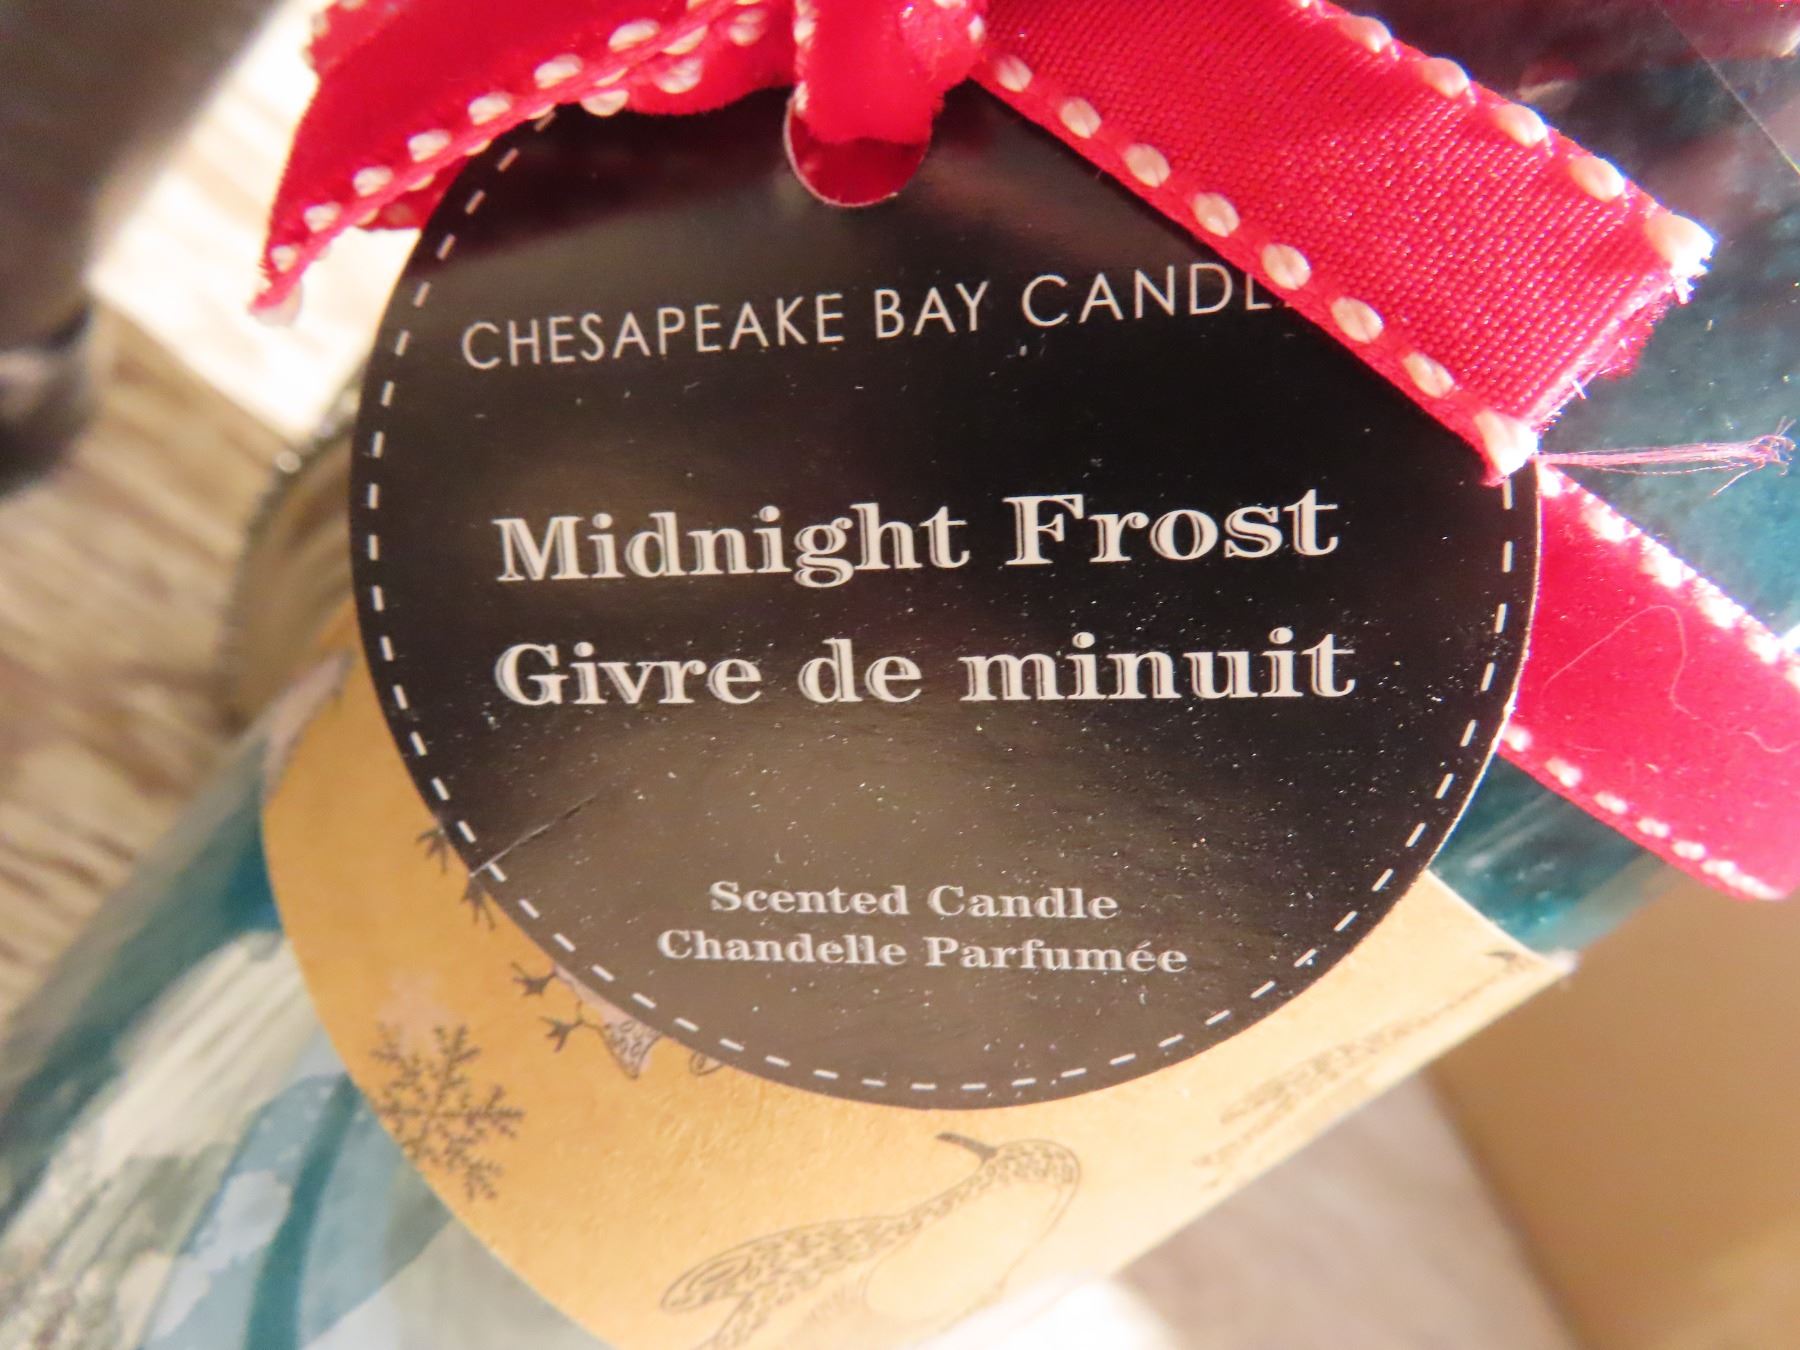 CHESAPEAKE BAY CANDL
Midnight Frost
Givre de minuit
Scented Candle
Chandelle Parfumée